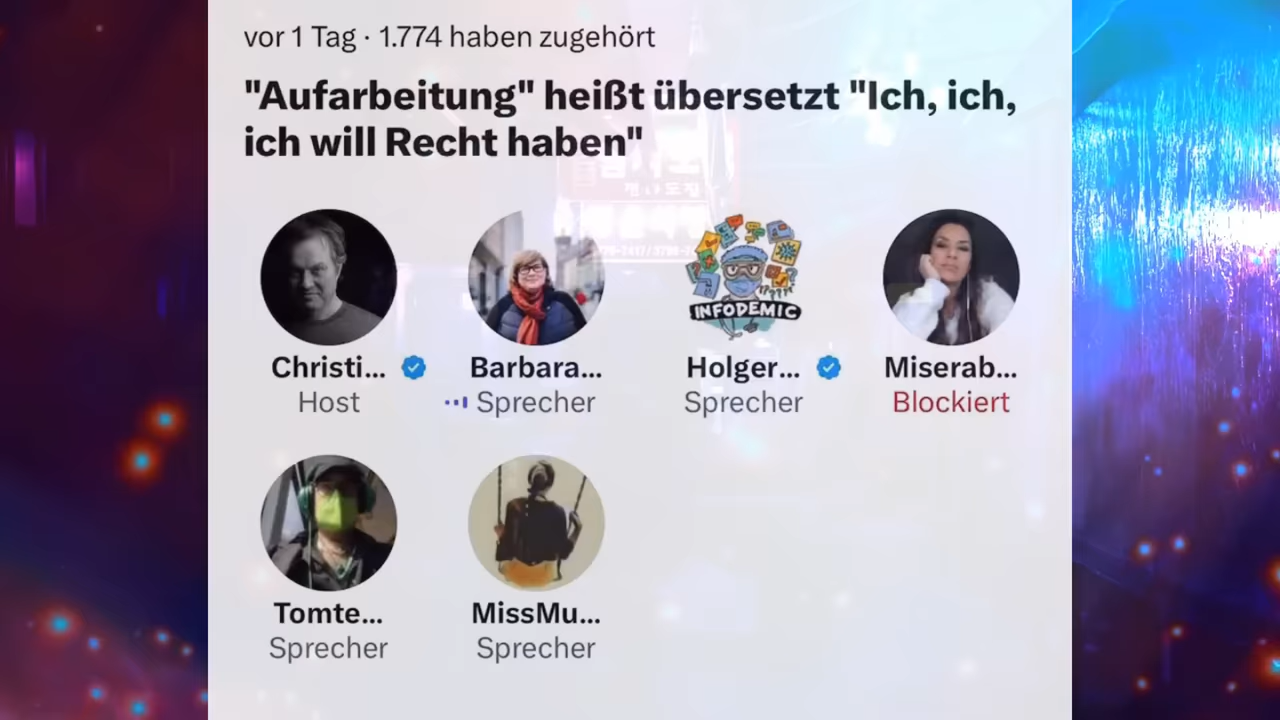 vor 1 Tag · 1.774 haben zugehört
"Aufarbeitung" heißt übersetzt "Ich, ich,
ich will Recht haben"
INFODEMIC
Christi... Barbara... Holger... Miserab...
Host Sprecher Sprecher Blockiert
Tomte... MissMu...
Sprecher Sprecher